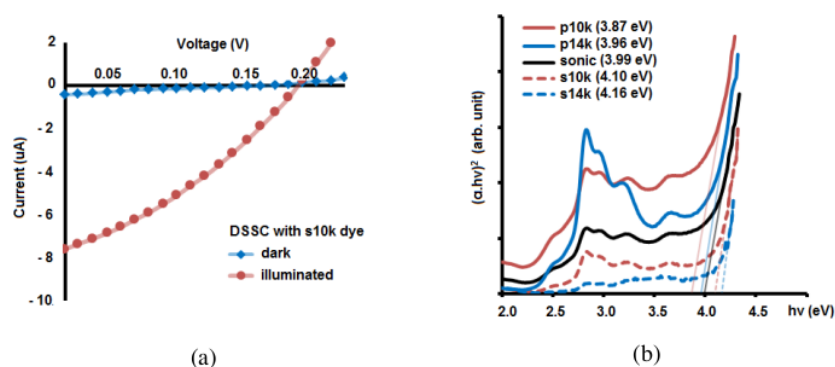 2
Voltage (V)
0.05 0.10 0.15 0.20
0
- 2
- 4
- 6
- 8
- 10
Current (uA)
DSSC with s10k dye
dark
illuminated
(a)
p10k (3.87 eV)
p14k (3.96 eV)
sonic (3.99 eV)
s10k (4.10 eV)
s14k (4.16 eV)
(α.hν)² (arb. unit)
2.0 2.5 3.0 3.5 4.0 4.5 hν (eV)
(b)